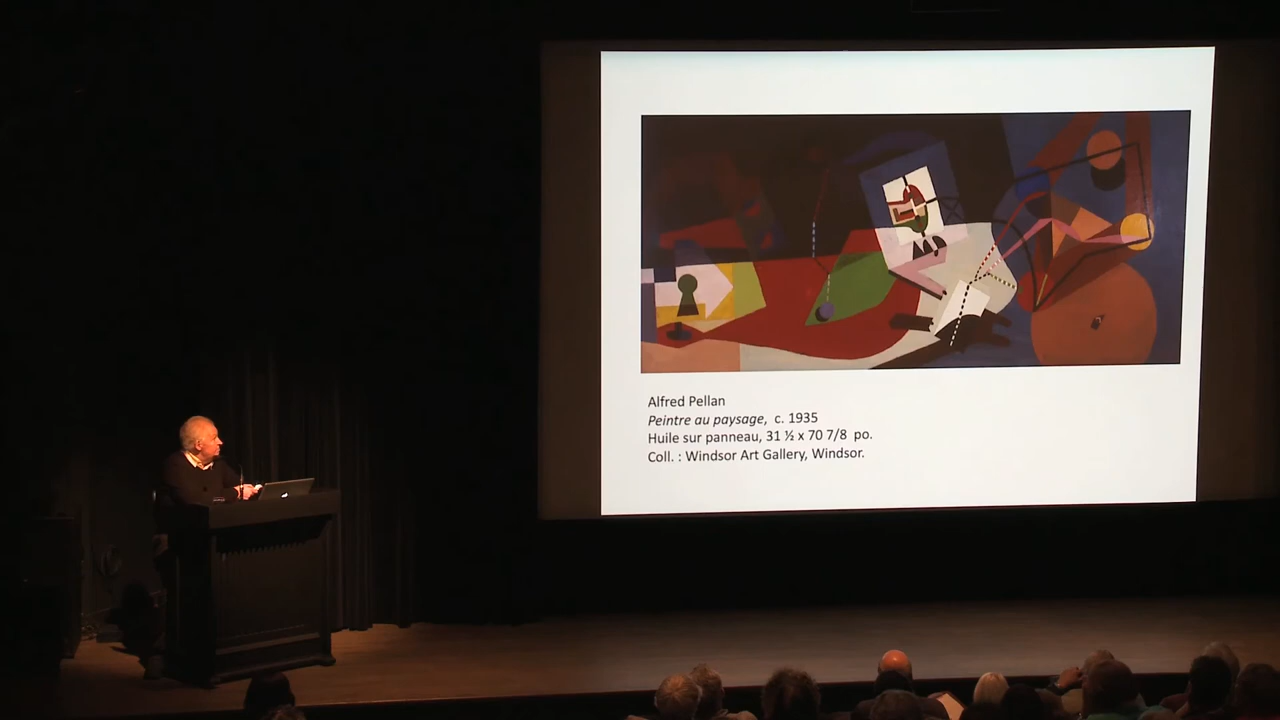 Alfred Pellan
Peintre au paysage, c. 1935
Huile sur panneau, 31 ½ x 70 7/8 po.
Coll. : Windsor Art Gallery, Windsor.